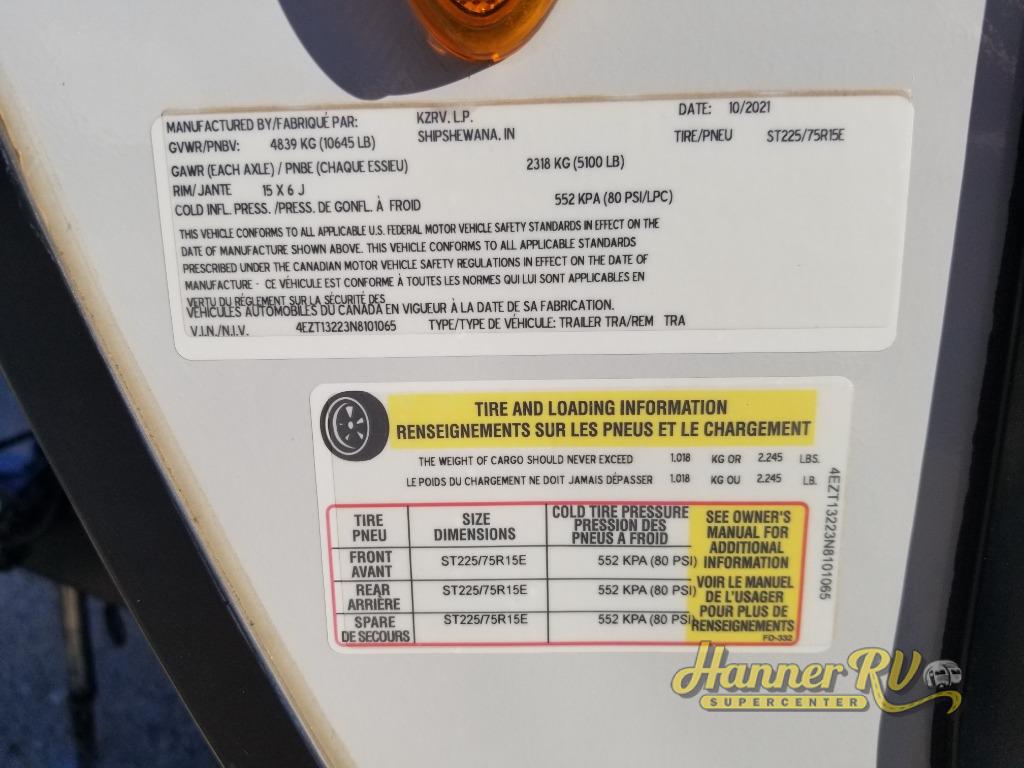 MANUFACTURED BY/FABRIQUÉ PAR: KZRV, L.P. DATE: 10/2021
GVWR/PNBV: 4839 KG (10645 LB) SHIPSHEWANA, IN TIRE/PNEU ST225/75R15E
GAWR (EACH AXLE) / PNBE (CHAQUE ESSIEU) 2318 KG (5100 LB)
RIM/JANTE 15 X 6 J
COLD INFL. PRESS. /PRESS. DE GONFL. À FROID 552 KPA (80 PSI/LPC)
THIS VEHICLE CONFORMS TO ALL APPLICABLE U.S. FEDERAL MOTOR VEHICLE SAFETY STANDARDS IN EFFECT ON THE
DATE OF MANUFACTURE SHOWN ABOVE. THIS VEHICLE CONFORMS TO ALL APPLICABLE STANDARDS
PRESCRIBED UNDER THE CANADIAN MOTOR VEHICLE SAFETY REGULATIONS IN EFFECT ON THE DATE OF
MANUFACTURE - CE VÉHICULE EST CONFORME À TOUTES LES NORMES QUI LUI SONT APPLICABLES EN
VERTU DU RÉGLEMENT SUR LA SÉCURITÉ DES
VÉHICULES AUTOMOBILES DU CANADA EN VIGUEUR À LA DATE DE SA FABRICATION.
V.I.N./N.I.V. 4EZT13223N8101065 TYPE/TYPE DE VÉHICULE: TRAILER TRA/REM TRA
TIRE AND LOADING INFORMATION
RENSEIGNEMENTS SUR LES PNEUS ET LE CHARGEMENT
THE WEIGHT OF CARGO SHOULD NEVER EXCEED 1,018 KG OR 2,245 LBS.
LE POIDS DU CHARGEMENT NE DOIT JAMAIS DÉPASSER 1,018 KG OU 2,245 LB.
TIRE
PNEU
SIZE
DIMENSIONS
COLD TIRE PRESSURE
PRESSION DES
PNEUS A FROID
FRONT
AVANT
ST225/75R15E 552 KPA (80 PSI)
REAR
ARRIÈRE
ST225/75R15E 552 KPA (80 PSI)
SPARE
DE SECOURS
ST225/75R15E 552 KPA (80 PSI)
SEE OWNER'S
MANUAL FOR
ADDITIONAL
INFORMATION
VOIR LE MANUEL
DE L'USAGER
POUR PLUS DE
RENSEIGNEMENTS
FD-332
4EZT13223N8101065
Hanner RV
SUPERCENTER